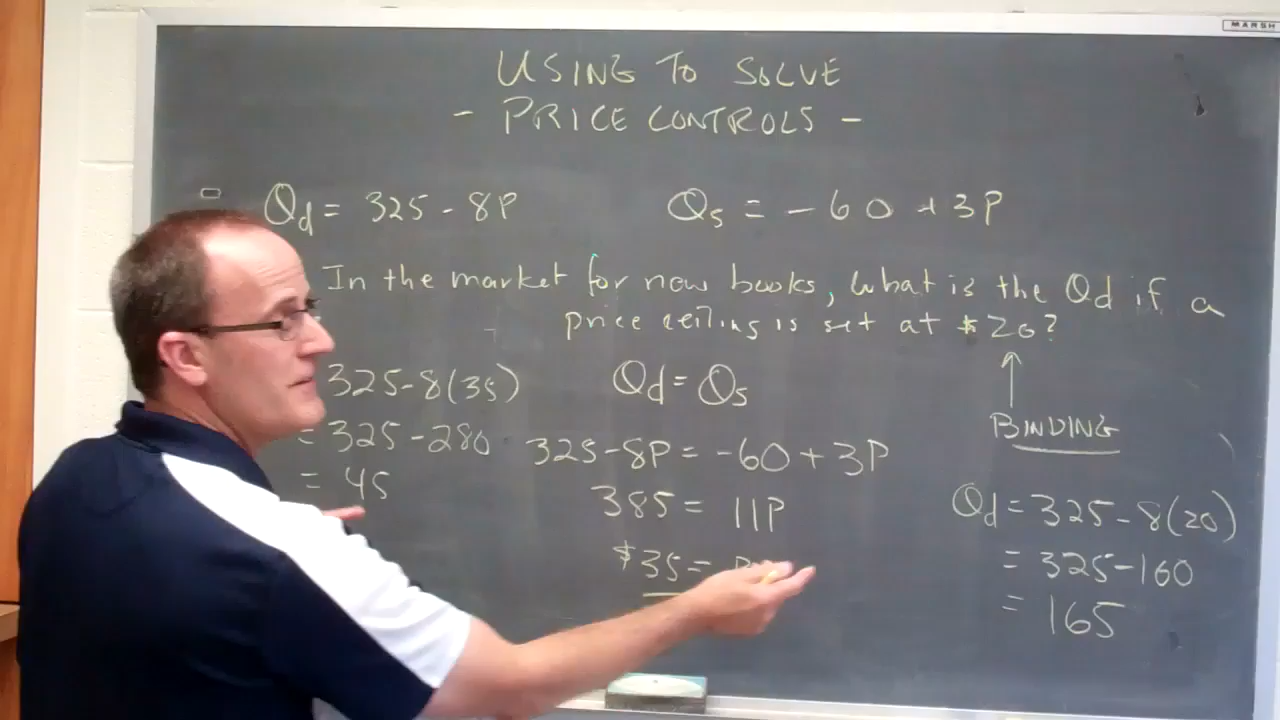 MARSH
USING TO SOLVE
- PRICE CONTROLS -
Qd = 325 - 8P
Qs = -60 + 3P
In the market for new books, what is the Qd if a
price ceiling is set at $20?
BINDING
325-8(35)
= 325-280
= 45
Qd = Qs
325-8P = -60 + 3P
385 = 11P
$35 =
Qd = 325-8(20)
= 325-160
= 165